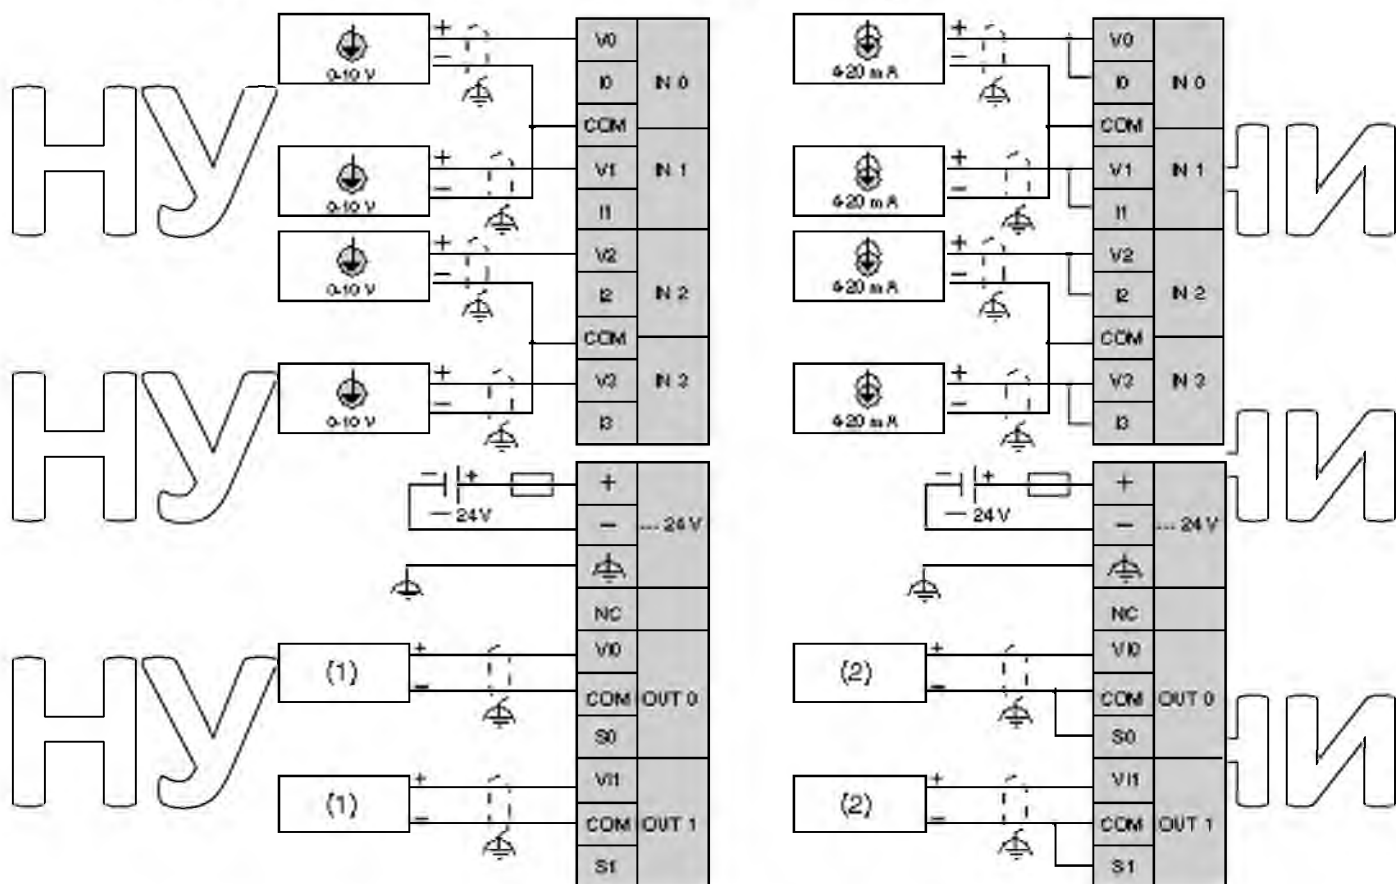 + V0 + V0
0-10 V − I0 IN 0 4-20 mA − I0 IN 0
НУ
COM COM
+ V1 IN 1 + V1 IN 1 НИ
0-10 V − I1 4-20 mA − I1
+ V2 + V2
0-10 V − I2 IN 2 4-20 mA − I2 IN 2
COM COM
НУ + V3 IN 3 + V3 IN 3
0-10 V − I3 4-20 mA − I3 НИ
− + + − + +
− 24 V − --- 24 V − 24 V − --- 24 V
NC NC
НУ (1) + VI0 (2) + VI0
− COM OUT 0 − COM OUT 0
S0 S0 НИ
(1) + VI1 (2) + VI1
− COM OUT 1 − COM OUT 1
S1 S1